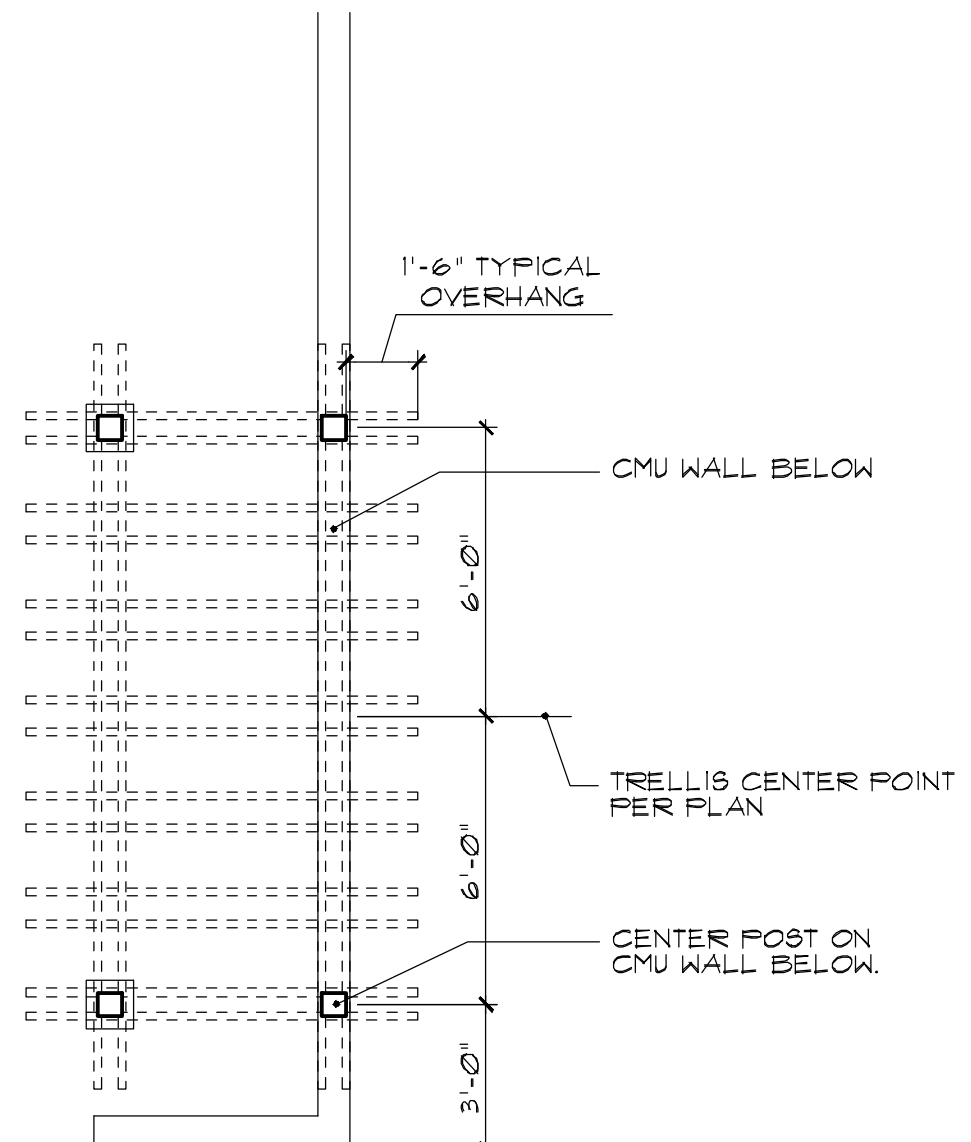 1'-6" TYPICAL
OVERHANG
CMU WALL BELOW
6'-0"
TRELLIS CENTER POINT
PER PLAN
6'-0"
CENTER POST ON
CMU WALL BELOW.
3'-0"